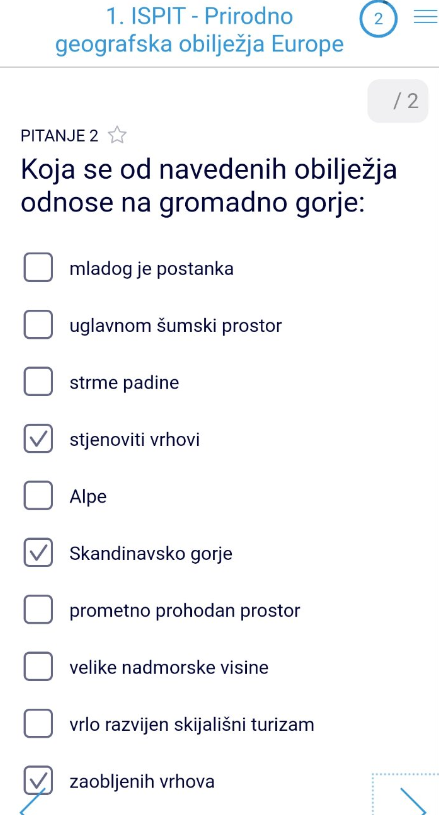 1. ISPIT - Prirodno
geografska obilježja Europe
2
/ 2
PITANJE 2
Koja se od navedenih obilježja
odnose na gromadno gorje:
mladog je postanka
uglavnom šumski prostor
strme padine
stjenoviti vrhovi
Alpe
Skandinavsko gorje
prometno prohodan prostor
velike nadmorske visine
vrlo razvijen skijališni turizam
zaobljenih vrhova